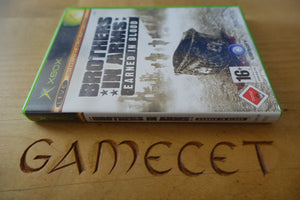 XBOX
BROTHERS
IN ARMS:
EARNED IN BLOOD
16
GAMECET